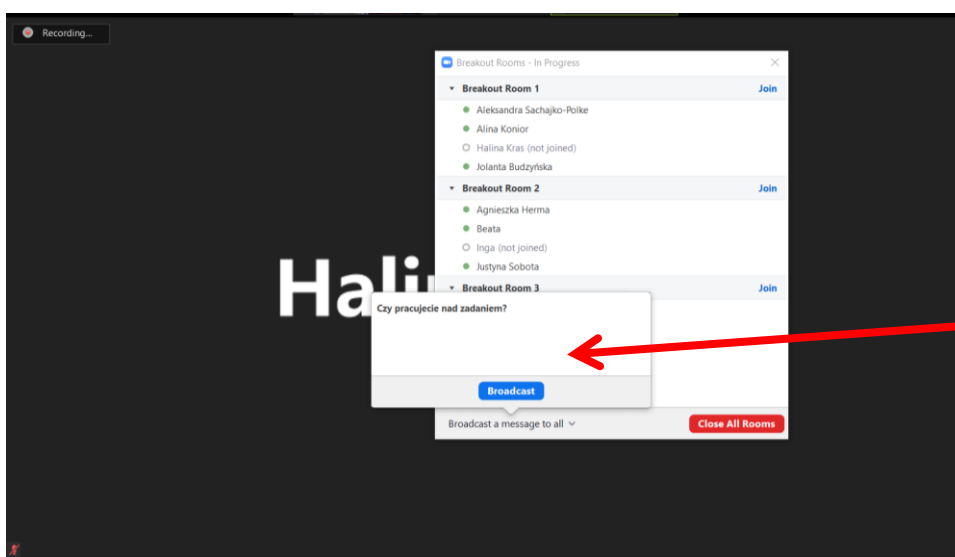 Recording...
Breakout Rooms - In Progress
Breakout Room 1 Join
Aleksandra Sachajko-Polke
Alina Konior
Halina Kras (not joined)
Jolanta Budzyńska
Breakout Room 2 Join
Agnieszka Herma
Beata
Inga (not joined)
Justyna Sobota
Breakout Room 3 Join
Czy pracujecie nad zadaniem?
Broadcast
Broadcast a message to all
Close All Rooms